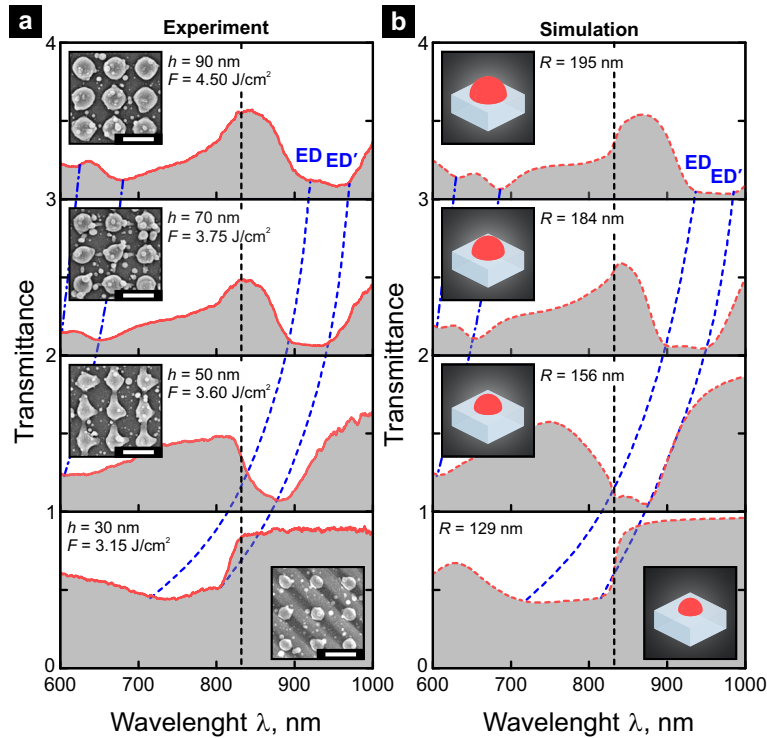 a
Experiment
4
h = 90 nm
F = 4.50 J/cm²
ED ED′
3
h = 70 nm
F = 3.75 J/cm²
2
h = 50 nm
F = 3.60 J/cm²
1
h = 30 nm
F = 3.15 J/cm²
0
600 700 800 900 1000
Wavelenght λ, nm
Transmittance
b
Simulation
4
R = 195 nm
ED ED′
3
R = 184 nm
2
R = 156 nm
1
R = 129 nm
0
600 700 800 900 1000
Wavelenght λ, nm
Transmittance